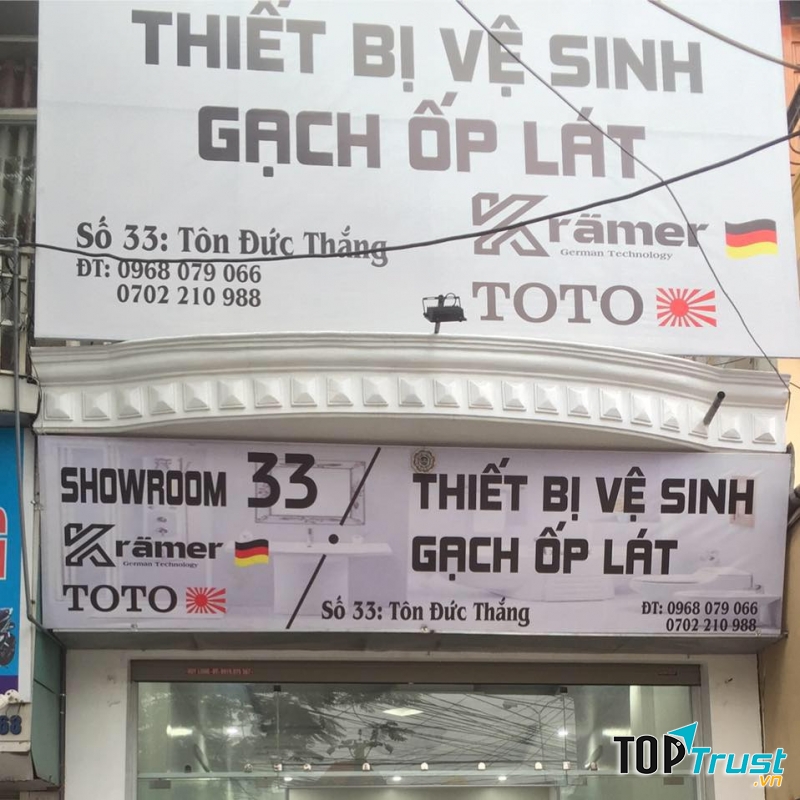 THIẾT BỊ VỆ SINH
GẠCH ỐP LÁT
Số 33: Tôn Đức Thắng
ĐT: 0968 079 066
0702 210 988
Krämer
German Technology
TOTO
SHOWROOM 33
Krämer
German Technology
TOTO
THIẾT BỊ VỆ SINH
GẠCH ỐP LÁT
Số 33: Tôn Đức Thắng
ĐT: 0968 079 066
0702 210 988
68
TOPTrust.vn